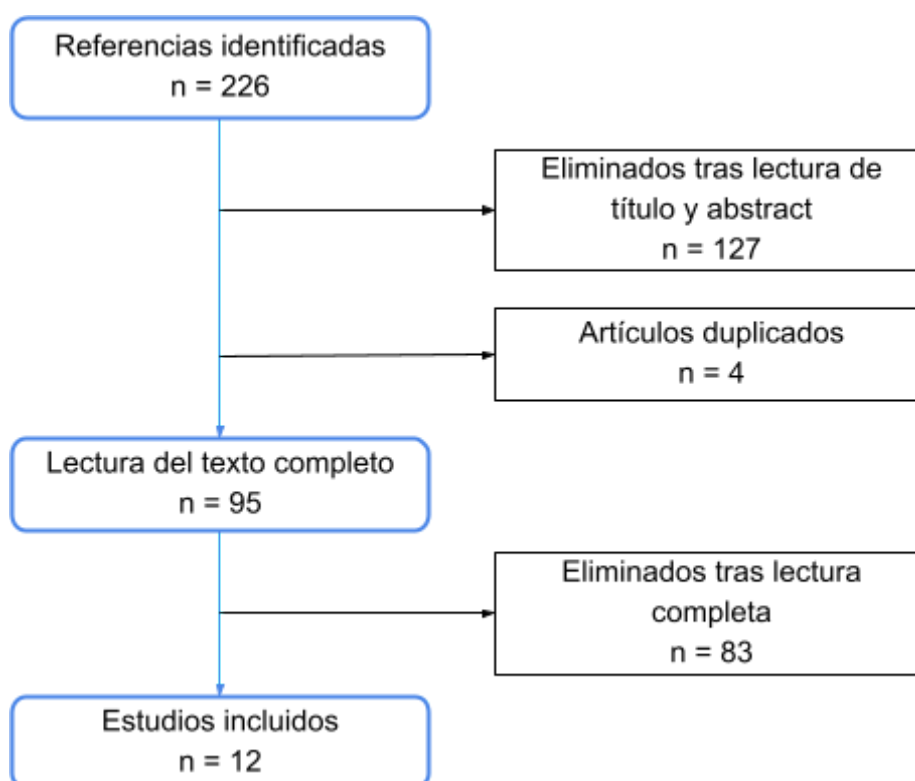 Referencias identificadas
n = 226
Eliminados tras lectura de
título y abstract
n = 127
Artículos duplicados
n = 4
Lectura del texto completo
n = 95
Eliminados tras lectura
completa
n = 83
Estudios incluidos
n = 12